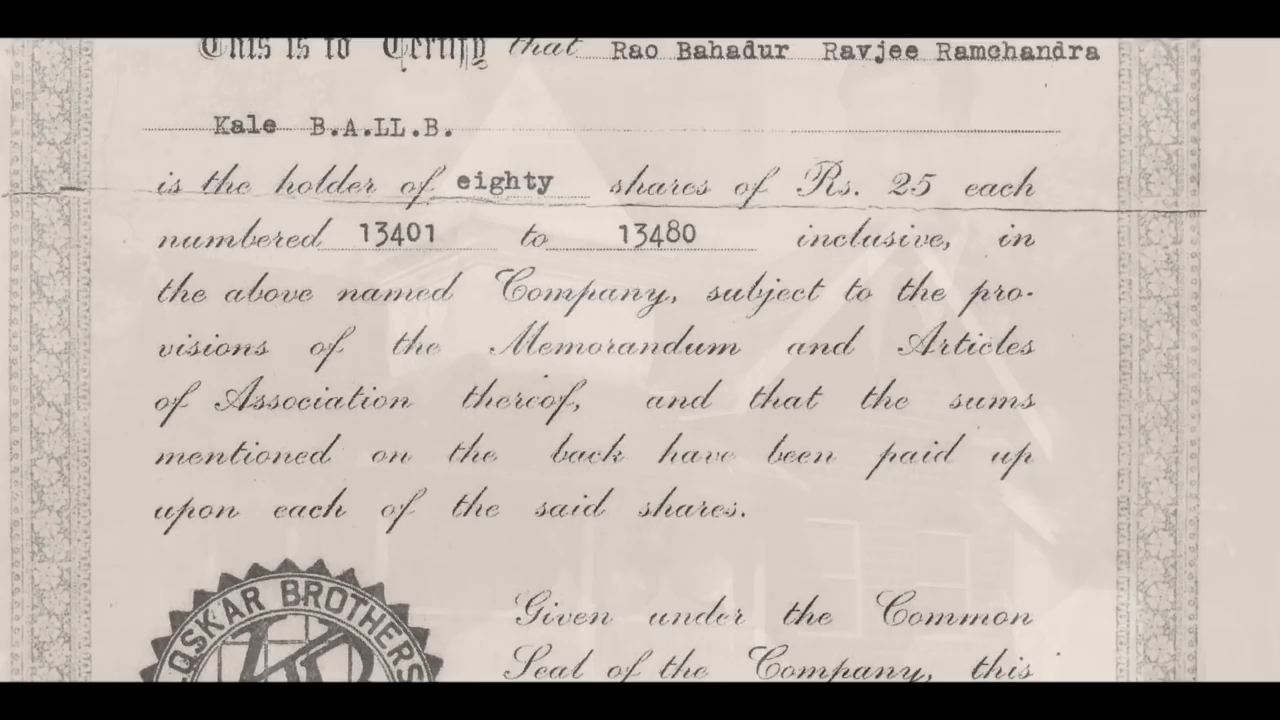 This is to Certify that Rao Bahadur Ravjee Ramchandra
Kale B.A.LL.B.
is the holder of eighty shares of Rs. 25 each
numbered 13401 to 13480 inclusive, in
the above named Company, subject to the pro-
visions of the Memorandum and Articles
of Association thereof, and that the sums
mentioned on the back have been paid up
upon each of the said shares.
Given under the Common
Seal of the Company, this
BROTHERS